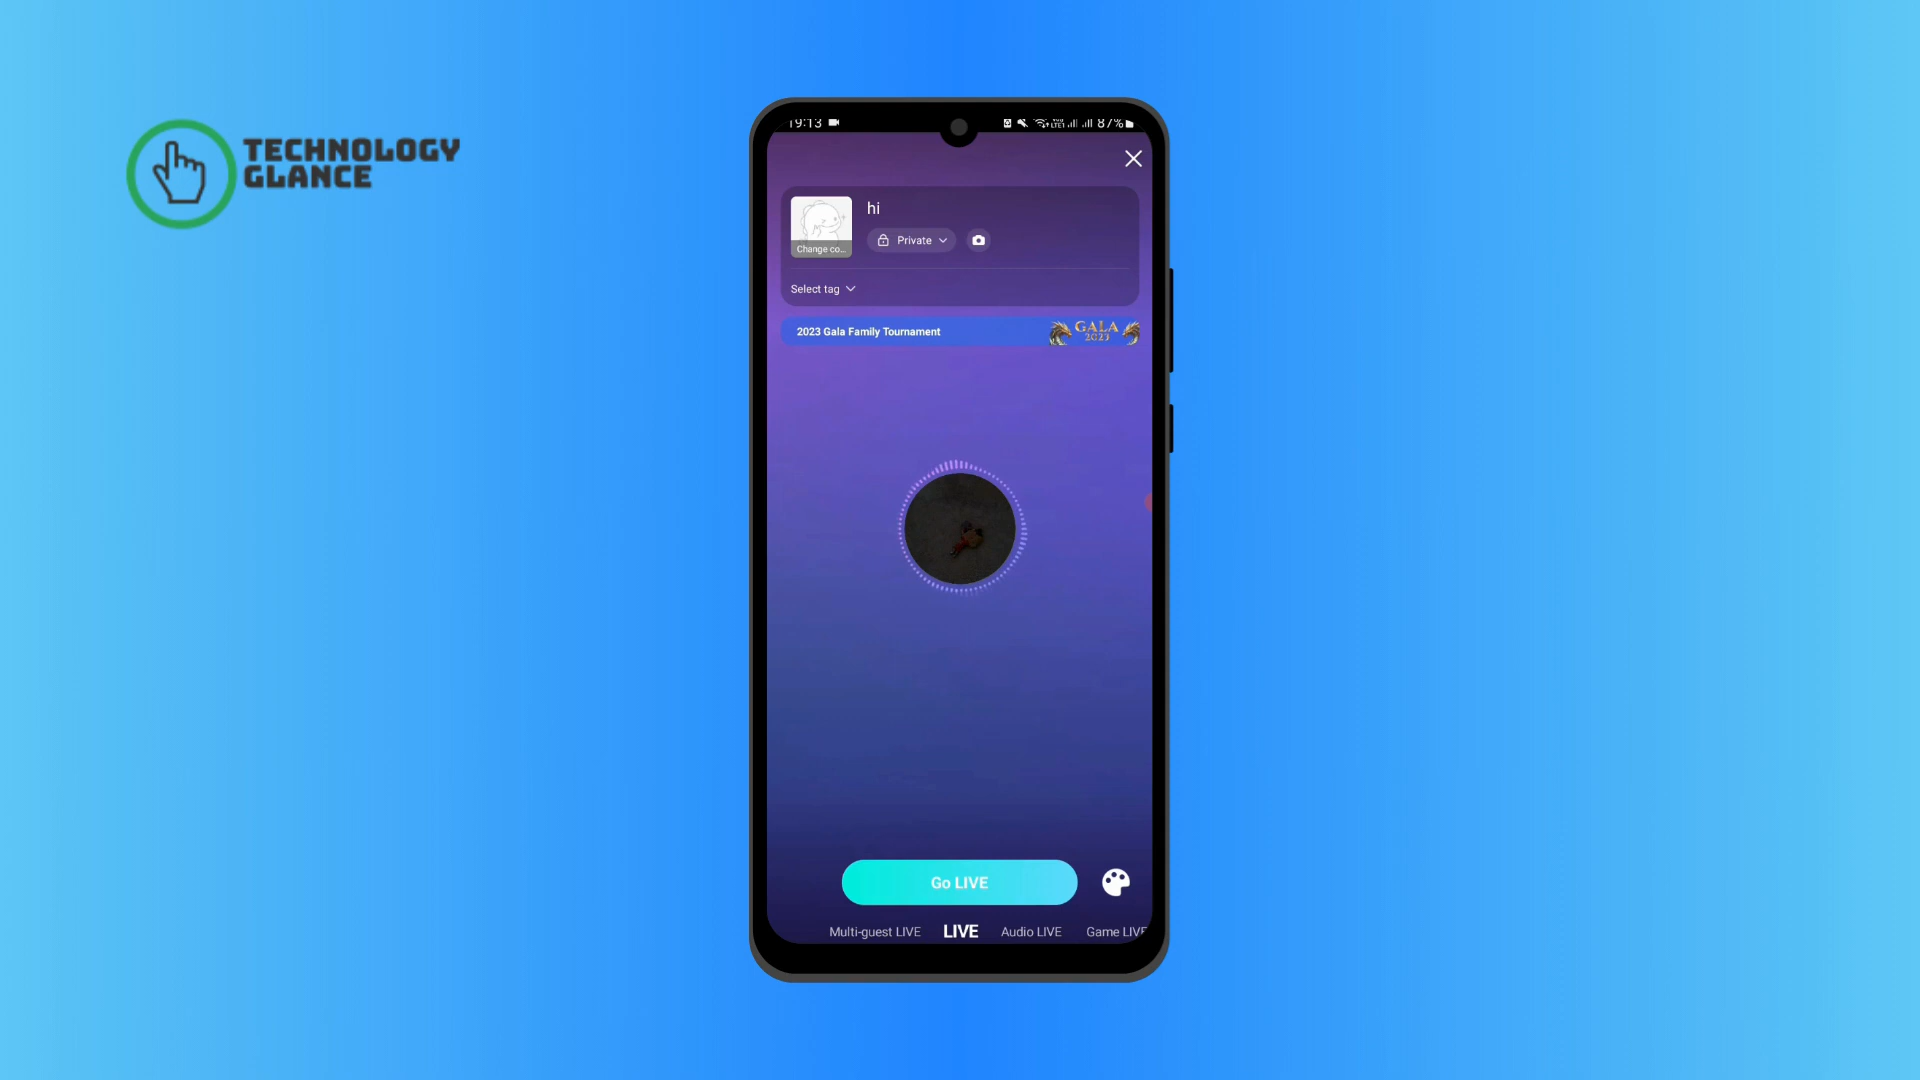 TECHNOLOGY
GLANCE
19:13
87%
hi
Change co...
Private
Select tag
2023 Gala Family Tournament
GALA
2023
Go LIVE
Multi-guest LIVE
LIVE
Audio LIVE
Game LIVE